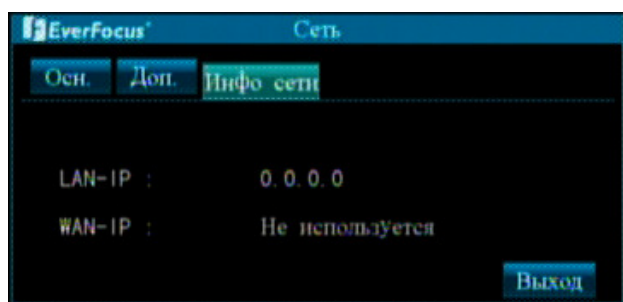 EverFocus® Сеть
Осн. Доп. Инфо сети
LAN-IP : 0.0.0.0
WAN-IP : Не используется
Выход